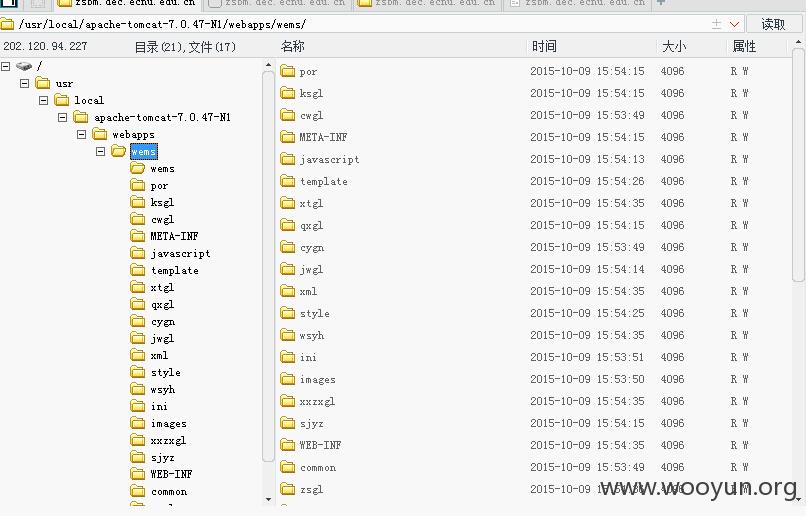 zsbm.dec.ecnu.edu.cn zsbm.dec.ecnu.edu.cn zsbm.dec.ecnu.edu.cn zsbm.dec.ecnu.edu.cn
/usr/local/apache-tomcat-7.0.47-N1/webapps/wems/ 读取
202.120.94.227 目录(21),文件(17) 名称 时间 大小 属性
/
usr
local
apache-tomcat-7.0.47-N1
webapps
wems
wems
por
ksgl
cwgl
META-INF
javascript
template
xtgl
qxgl
cygn
jwgl
xml
style
wsyh
ini
images
xxzxgl
sjyz
WEB-INF
common
por 2015-10-09 15:54:15 4096 R W
ksgl 2015-10-09 15:54:15 4096 R W
cwgl 2015-10-09 15:53:49 4096 R W
META-INF 2015-10-09 15:54:15 4096 R W
javascript 2015-10-09 15:54:13 4096 R W
template 2015-10-09 15:54:26 4096 R W
xtgl 2015-10-09 15:54:35 4096 R W
qxgl 2015-10-09 15:54:15 4096 R W
cygn 2015-10-09 15:53:49 4096 R W
jwgl 2015-10-09 15:54:14 4096 R W
xml 2015-10-09 15:54:35 4096 R W
style 2015-10-09 15:54:25 4096 R W
wsyh 2015-10-09 15:54:35 4096 R W
ini 2015-10-09 15:53:51 4096 R W
images 2015-10-09 15:53:50 4096 R W
xxzxgl 2015-10-09 15:54:35 4096 R W
sjyz 2015-10-09 15:54:15 4096 R W
WEB-INF 2015-10-09 15:54:35 4096 R W
common 2015-10-09 15:53:49 4096 R W
zsgl 2015-10-09 4096 R W
www.wooyun.org